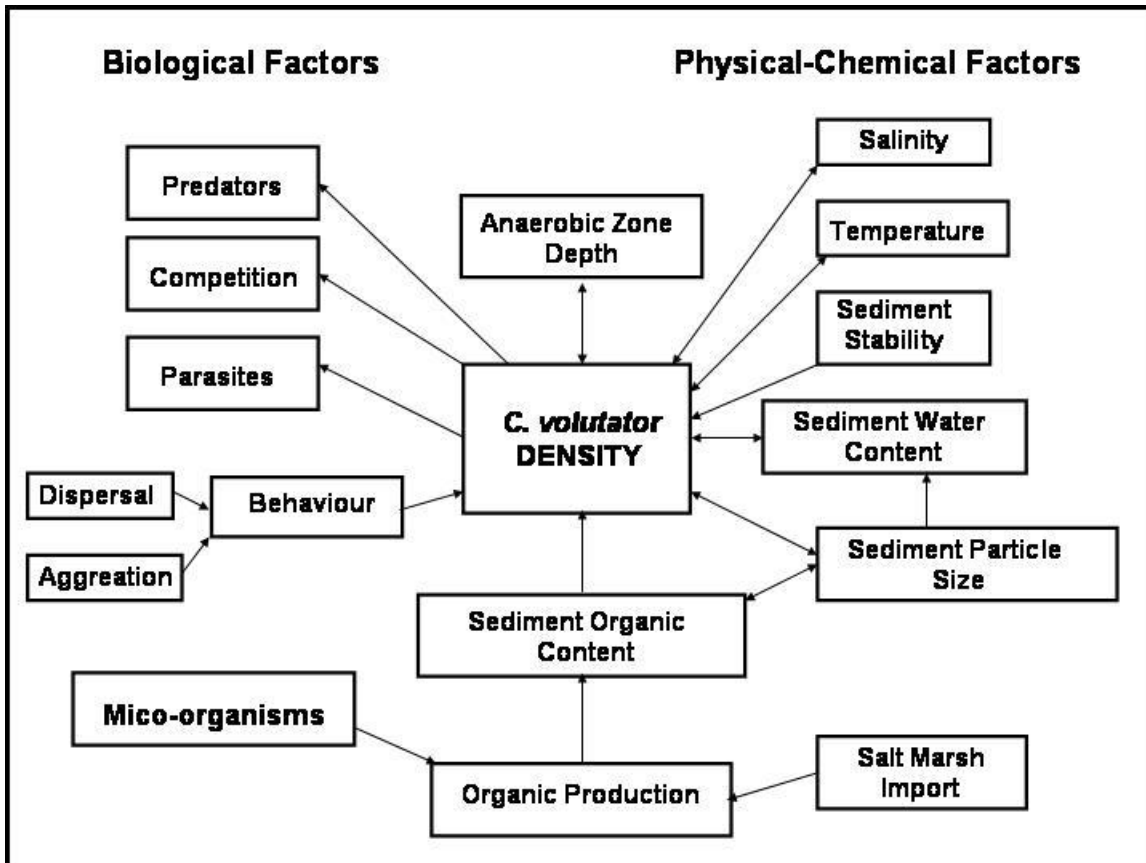 Biological Factors
Physical-Chemical Factors
Predators
Competition
Parasites
Dispersal
Aggreation
Behaviour
Anaerobic Zone
Depth
C. volutator
DENSITY
Salinity
Temperature
Sediment
Stability
Sediment Water
Content
Sediment Particle
Size
Sediment Organic
Content
Mico-organisms
Organic Production
Salt Marsh
Import